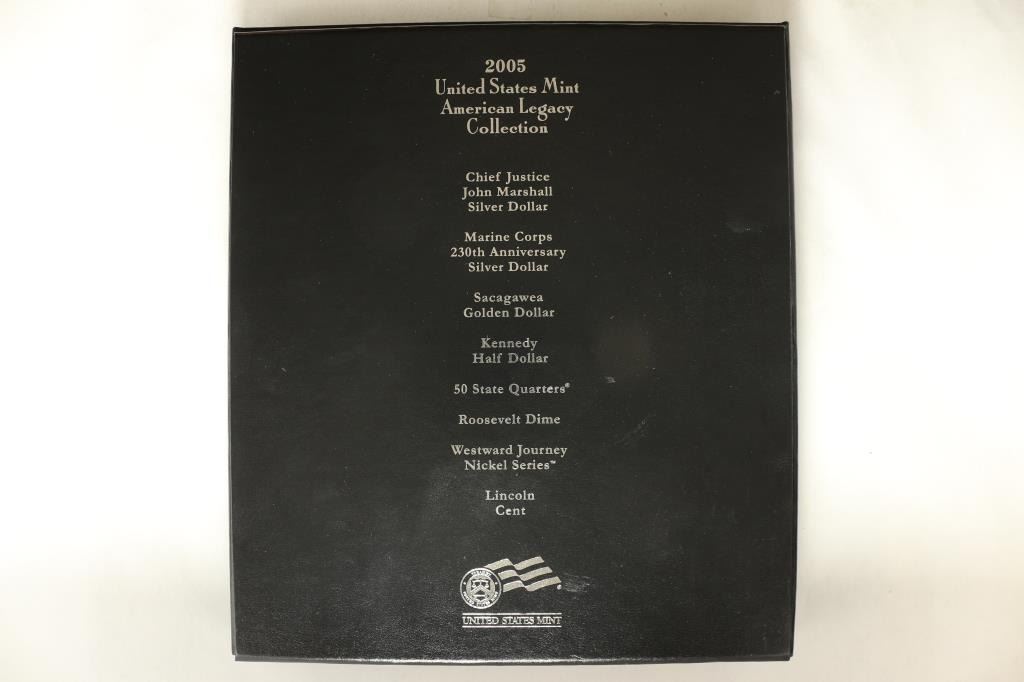 2005
United States Mint
American Legacy
Collection
Chief Justice
John Marshall
Silver Dollar
Marine Corps
230th Anniversary
Silver Dollar
Sacagawea
Golden Dollar
Kennedy
Half Dollar
50 State Quarters®
Roosevelt Dime
Westward Journey
Nickel Series™
Lincoln
Cent
UNITED STATES MINT